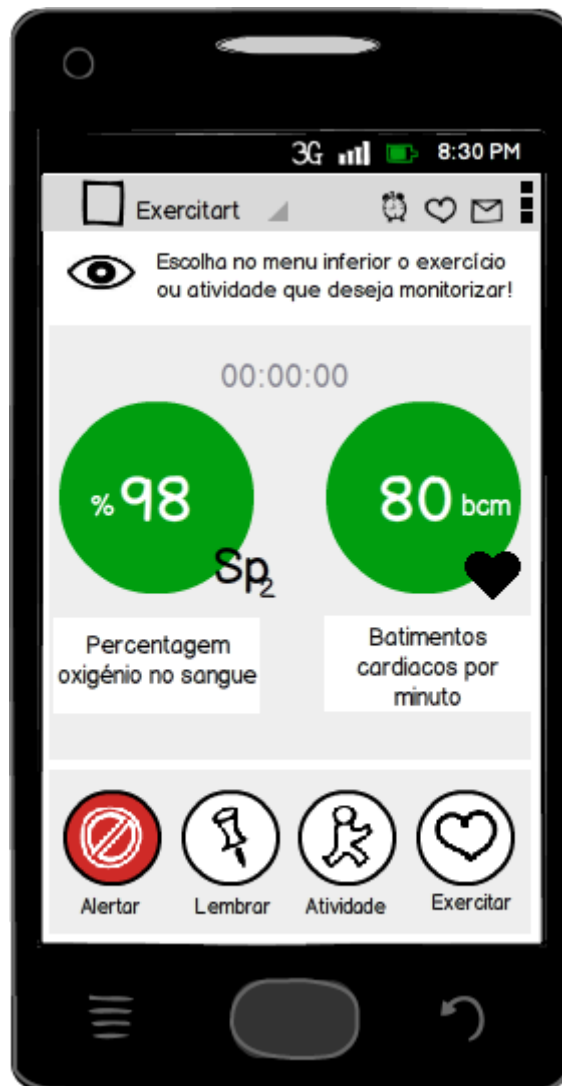 3G 8:30 PM
Exercitart
Escolha no menu inferior o exercício
ou atividade que deseja monitorizar!
00:00:00
% 98
Sp2
80 bcm
Percentagem
oxigénio no sangue
Batimentos
cardiacos por
minuto
Alertar
Lembrar
Atividade
Exercitar